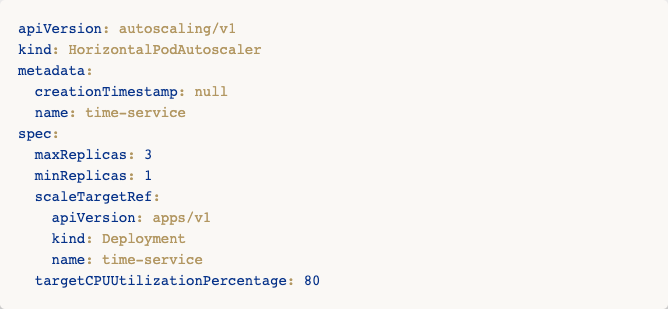 apiVersion: autoscaling/v1
kind: HorizontalPodAutoscaler
metadata:
  creationTimestamp: null
  name: time-service
spec:
  maxReplicas: 3
  minReplicas: 1
  scaleTargetRef:
    apiVersion: apps/v1
    kind: Deployment
    name: time-service
  targetCPUUtilizationPercentage: 80